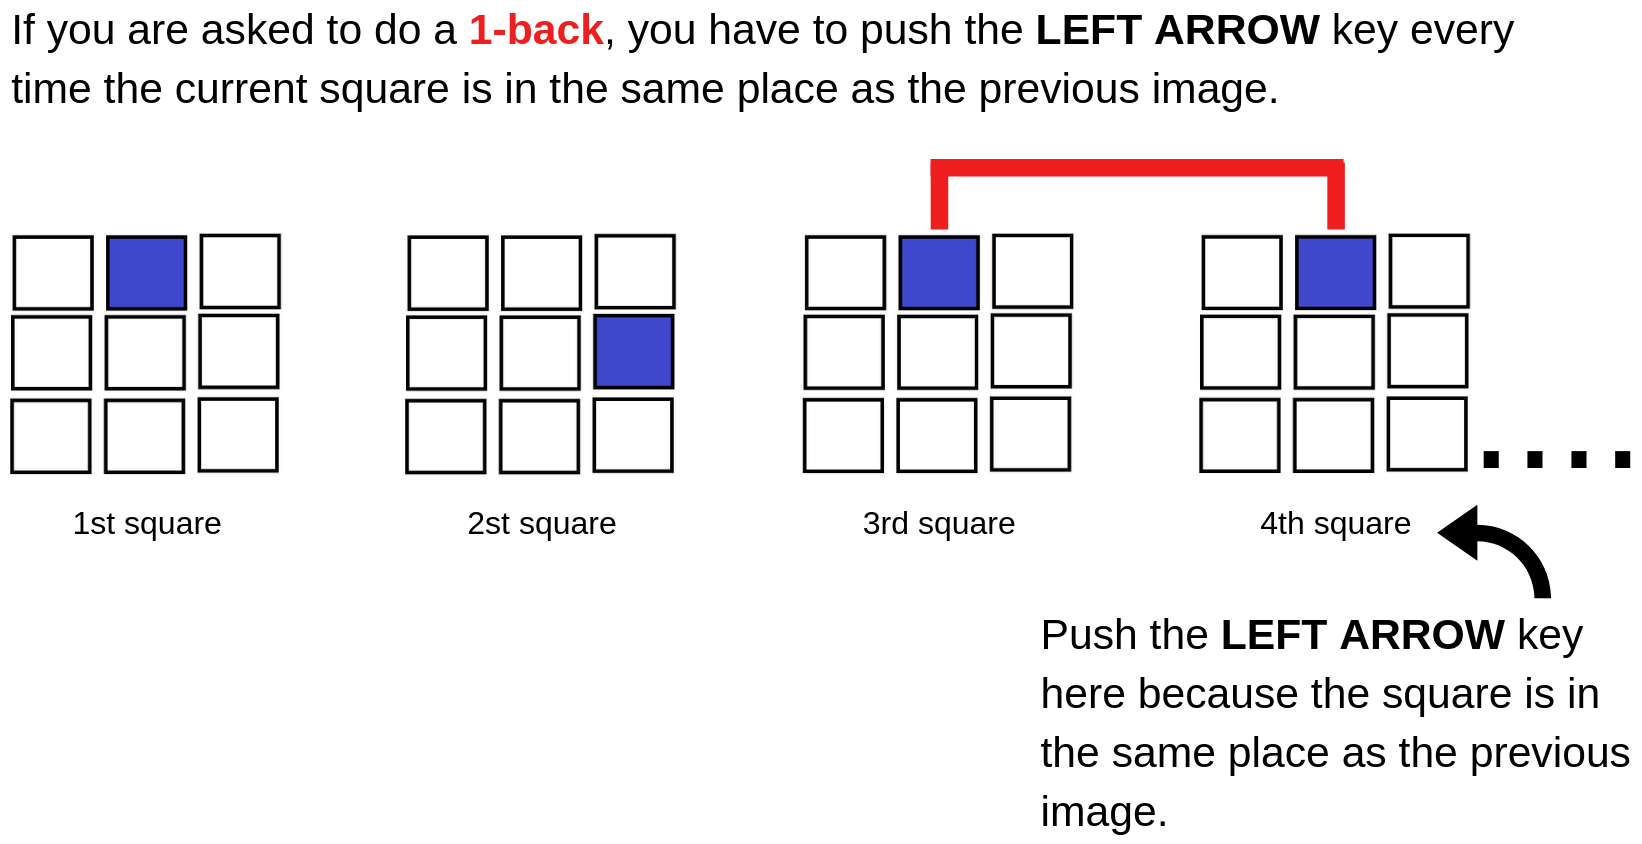 If you are asked to do a 1-back, you have to push the LEFT ARROW key every
time the current square is in the same place as the previous image.
1st square
2st square
3rd square
4th square
Push the LEFT ARROW key
here because the square is in
the same place as the previous
image.